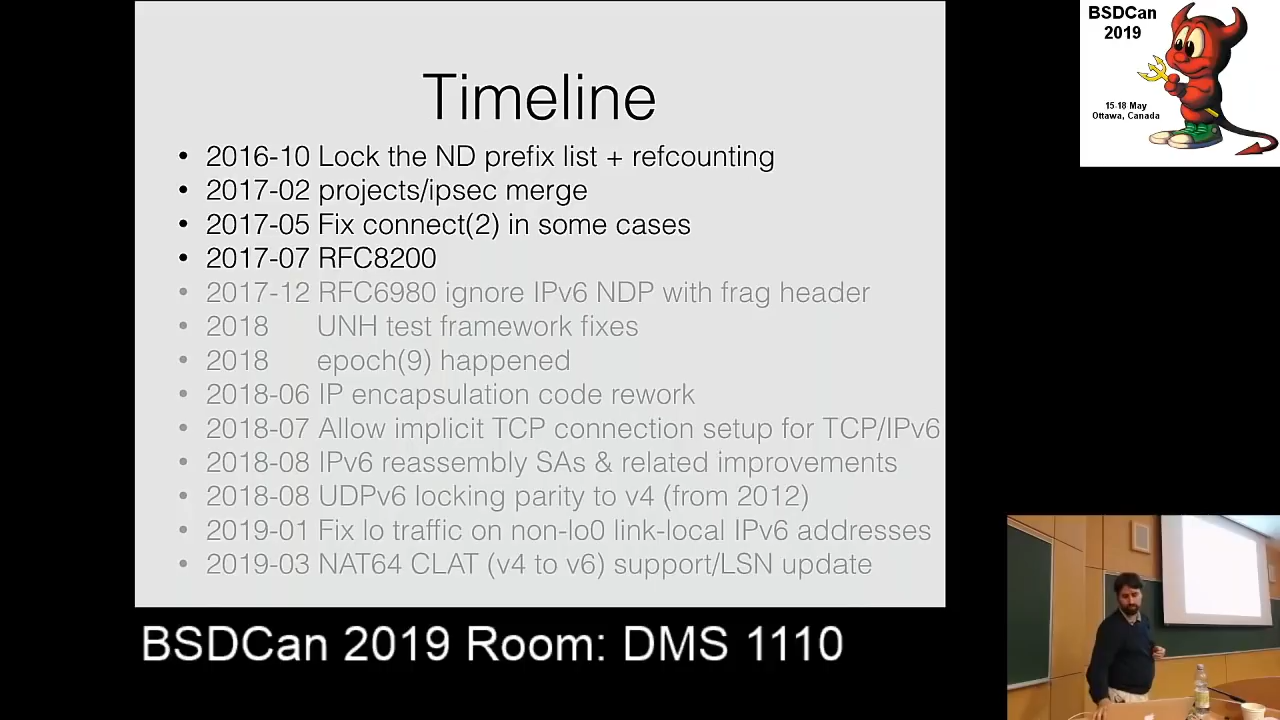 Timeline
• 2016-10 Lock the ND prefix list + refcounting
• 2017-02 projects/ipsec merge
• 2017-05 Fix connect(2) in some cases
• 2017-07 RFC8200
• 2017-12 RFC6980 ignore IPv6 NDP with frag header
• 2018 UNH test framework fixes
• 2018 epoch(9) happened
• 2018-06 IP encapsulation code rework
• 2018-07 Allow implicit TCP connection setup for TCP/IPv6
• 2018-08 IPv6 reassembly SAs & related improvements
• 2018-08 UDPv6 locking parity to v4 (from 2012)
• 2019-01 Fix lo traffic on non-lo0 link-local IPv6 addresses
• 2019-03 NAT64 CLAT (v4 to v6) support/LSN update
BSDCan 2019 Room: DMS 1110
BSDCan
2019
15-18 May
Ottawa, Canada